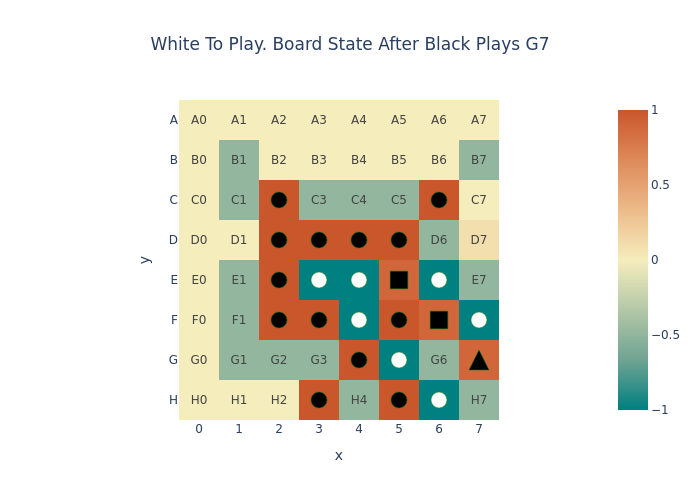 White To Play. Board State After Black Plays G7
A A0 A1 A2 A3 A4 A5 A6 A7
B B0 B1 B2 B3 B4 B5 B6 B7
C C0 C1 C3 C4 C5 C7
D D0 D1 D6 D7
E E0 E1 E7
F F0 F1
G G0 G1 G2 G3 G6
H H0 H1 H2 H4 H7
0 1 2 3 4 5 6 7
x
y
1
0.5
0
−0.5
−1